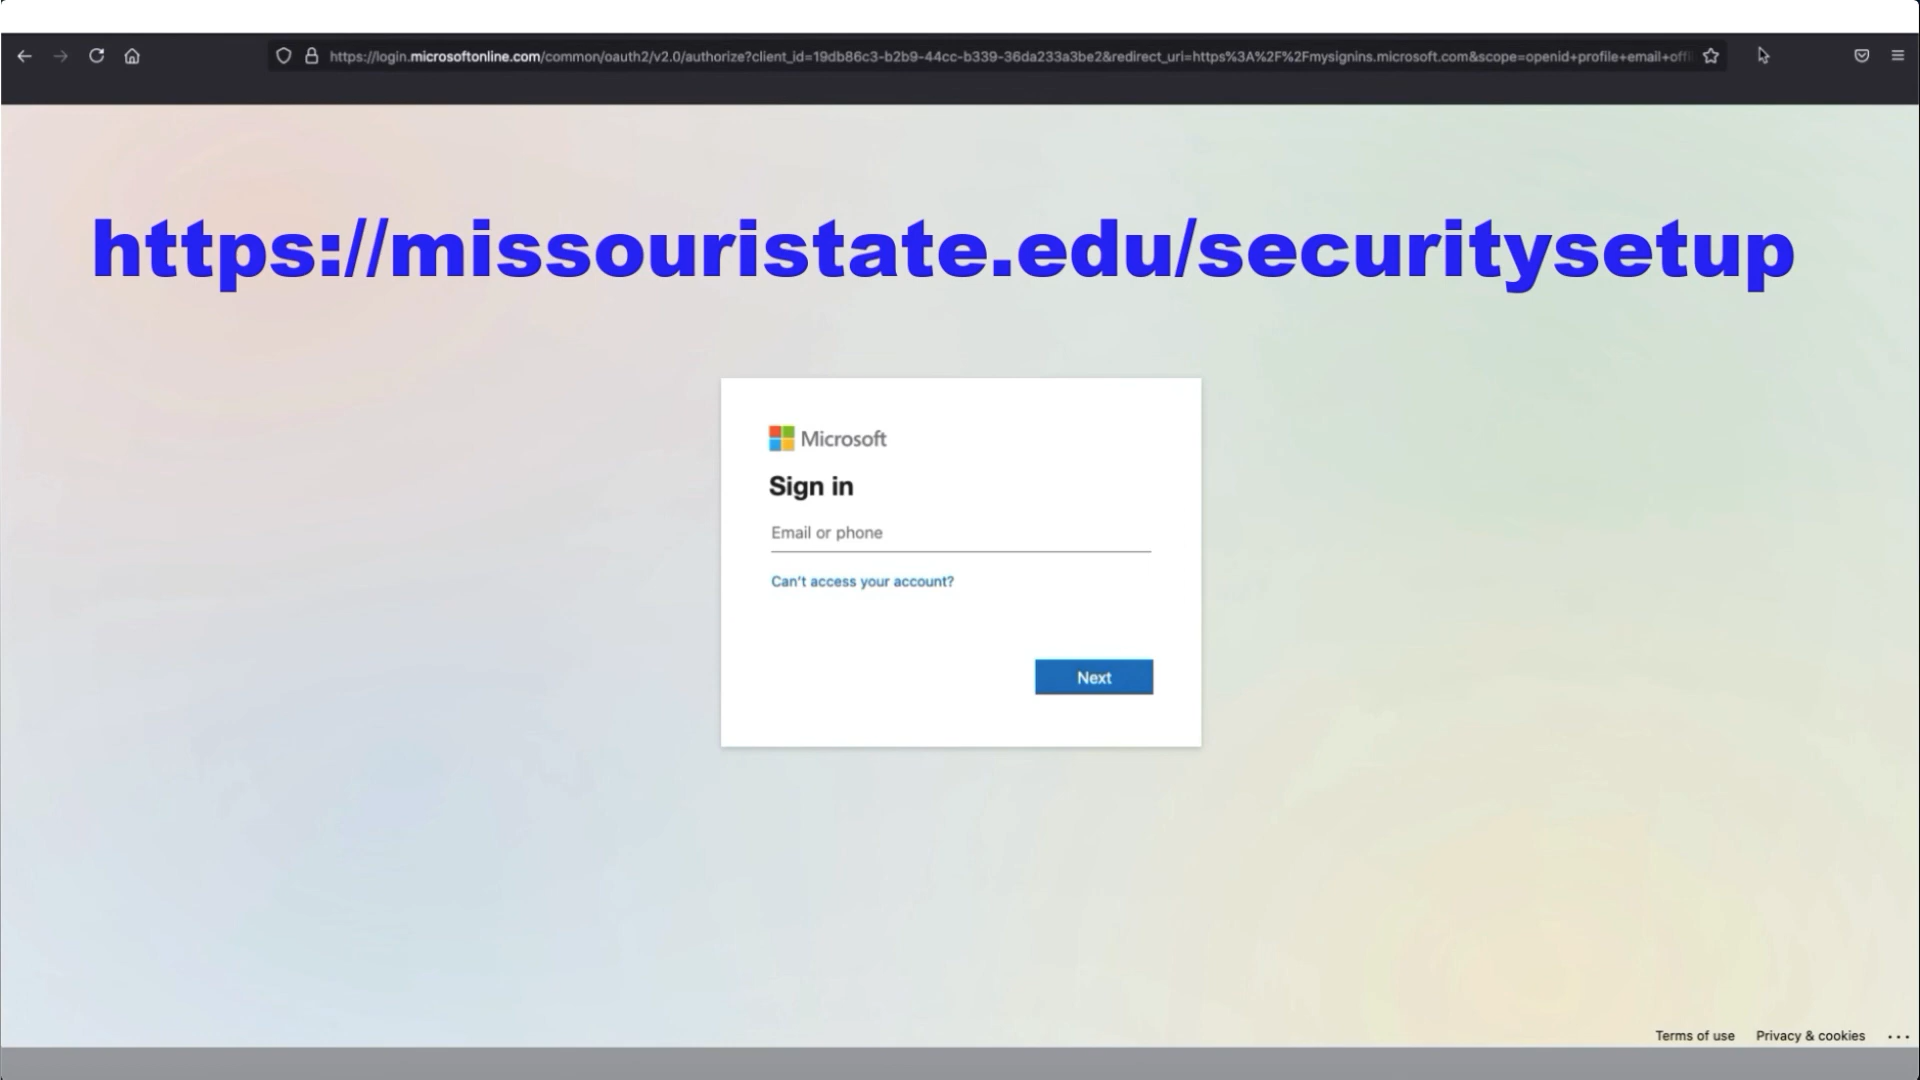 https://login.microsoftonline.com/common/oauth2/v2.0/authorize?client_id=19db86c3-b2b9-44cc-b339-36da233a3be2&redirect_uri=https%3A%2F%2Fmysignins.microsoft.com&scope=openid+profile+email+offi
https://missouristate.edu/securitysetup
Microsoft
Sign in
Email or phone
Can't access your account?
Next
Terms of use Privacy & cookies ...